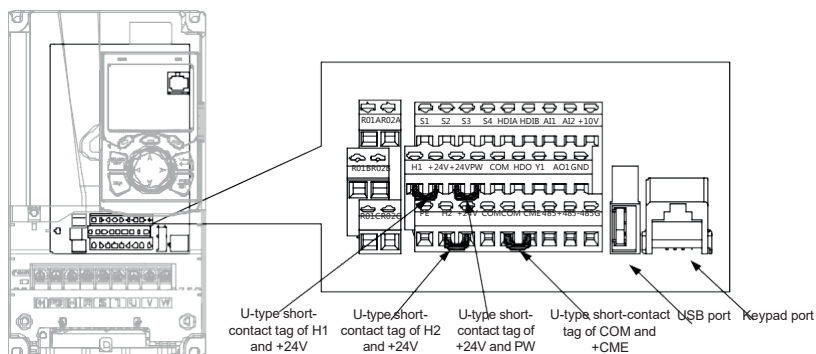 R01A R02A
S1 S2 S3 S4 HDIA HDIB AI1 AI2 +10V
R01B R02B
H1 +24V +24V PW COM HDO Y1 AO1 GND
R01C R02C
PE H2 +24V COM COM CME 485+ 485- 485G
U-type short-
contact tag of H1
and +24V
U-type short-
contact tag of H2
and +24V
U-type short-
contact tag of
+24V and PW
U-type short-contact
tag of COM and
+CME
USB port
Keypad port